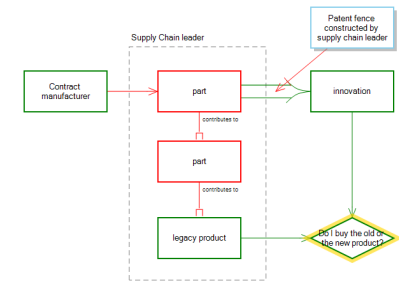 Patent fence
constructed by
supply chain leader
Supply Chain leader
Contract
manufacturer
part
innovation
contributes to
part
contributes to
legacy product
Do I buy the old or
the new product?